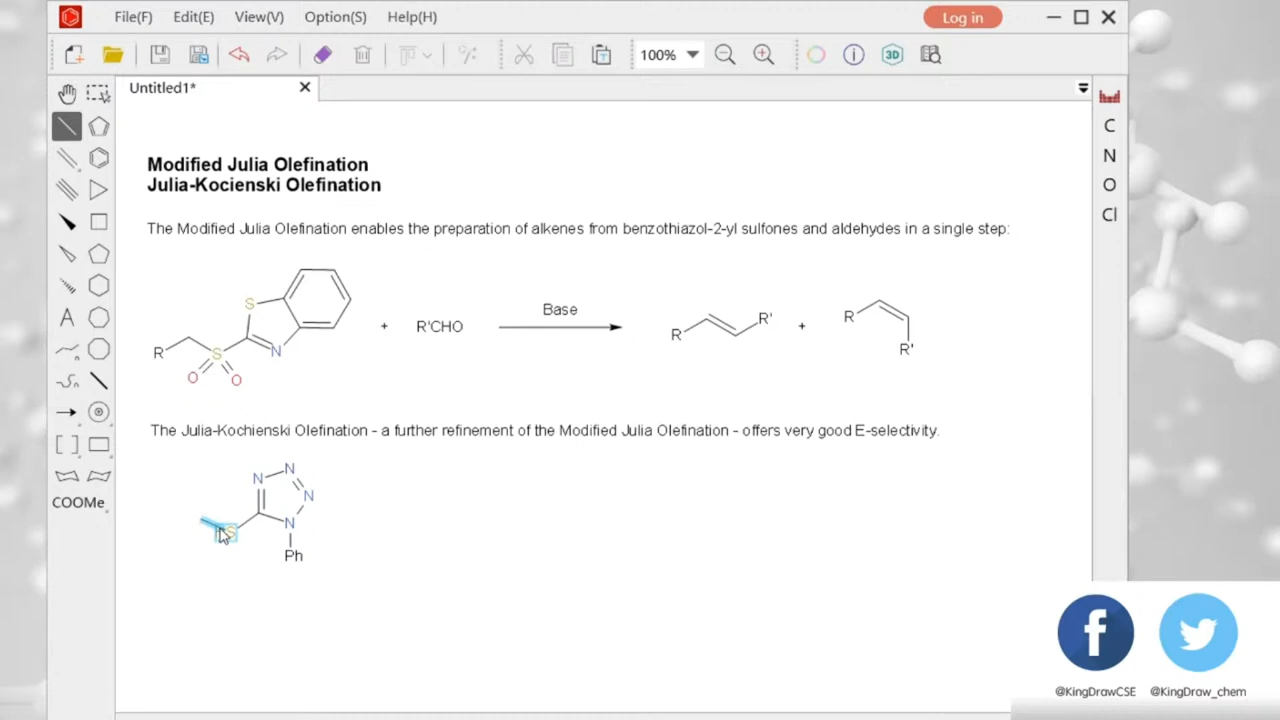 File(F) Edit(E) View(V) Option(S) Help(H) Log in
100% 3D
Untitled1*
Modified Julia Olefination
Julia-Kocienski Olefination
The Modified Julia Olefination enables the preparation of alkenes from benzothiazol-2-yl sulfones and aldehydes in a single step:
S
N
R
S
O O
+
R'CHO
Base
R
R'
+
R
R'
The Julia-Kochienski Olefination - a further refinement of the Modified Julia Olefination - offers very good E-selectivity.
N N
N
N
S
Ph
A
COOMe
C
N
O
Cl
@KingDrawCSE @KingDraw_chem